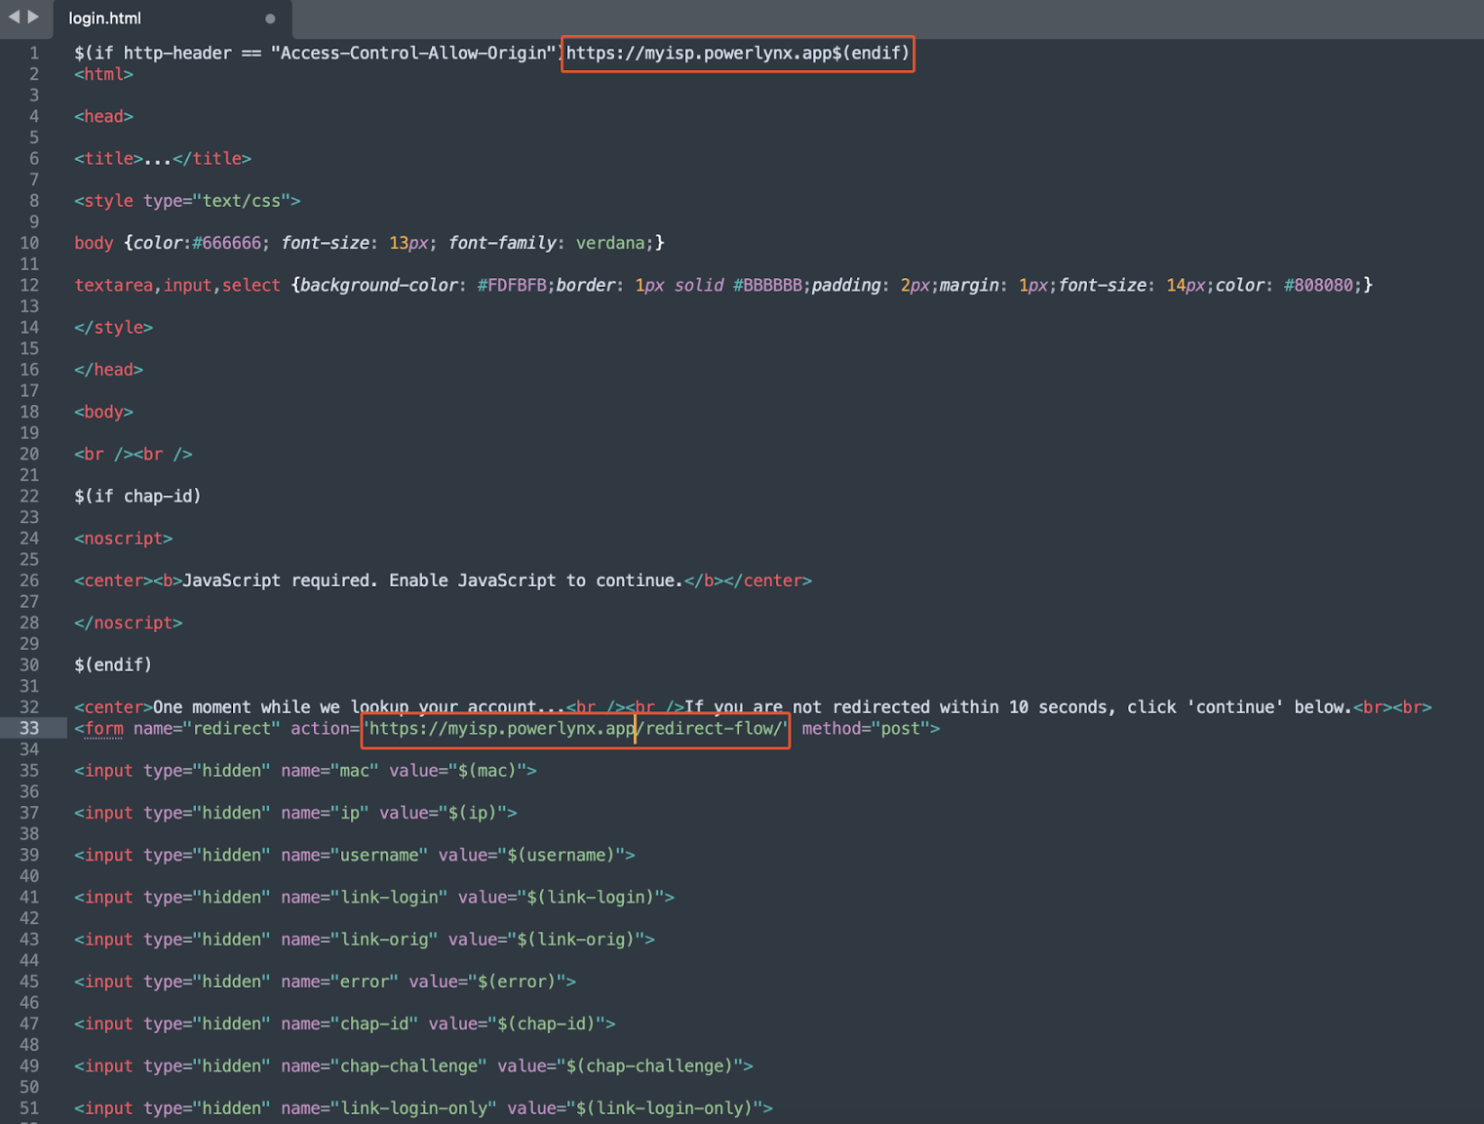 login.html
1 $(if http-header == "Access-Control-Allow-Origin")https://myisp.powerlynx.app$(endif)
2 <html>
3
4 <head>
5
6 <title>...</title>
7
8 <style type="text/css">
9
10 body {color:#666666; font-size: 13px; font-family: verdana;}
11
12 textarea,input,select {background-color: #FDFBFB;border: 1px solid #BBBBBB;padding: 2px;margin: 1px;font-size: 14px;color: #808080;}
13
14 </style>
15
16 </head>
17
18 <body>
19
20 <br /><br />
21
22 $(if chap-id)
23
24 <noscript>
25
26 <center><b>JavaScript required. Enable JavaScript to continue.</b></center>
27
28 </noscript>
29
30 $(endif)
31
32 <center>One moment while we lookup your account...<br /><br />If you are not redirected within 10 seconds, click 'continue' below.<br><br>
33 <form name="redirect" action="https://myisp.powerlynx.app/redirect-flow/" method="post">
34
35 <input type="hidden" name="mac" value="$(mac)">
36
37 <input type="hidden" name="ip" value="$(ip)">
38
39 <input type="hidden" name="username" value="$(username)">
40
41 <input type="hidden" name="link-login" value="$(link-login)">
42
43 <input type="hidden" name="link-orig" value="$(link-orig)">
44
45 <input type="hidden" name="error" value="$(error)">
46
47 <input type="hidden" name="chap-id" value="$(chap-id)">
48
49 <input type="hidden" name="chap-challenge" value="$(chap-challenge)">
50
51 <input type="hidden" name="link-login-only" value="$(link-login-only)">